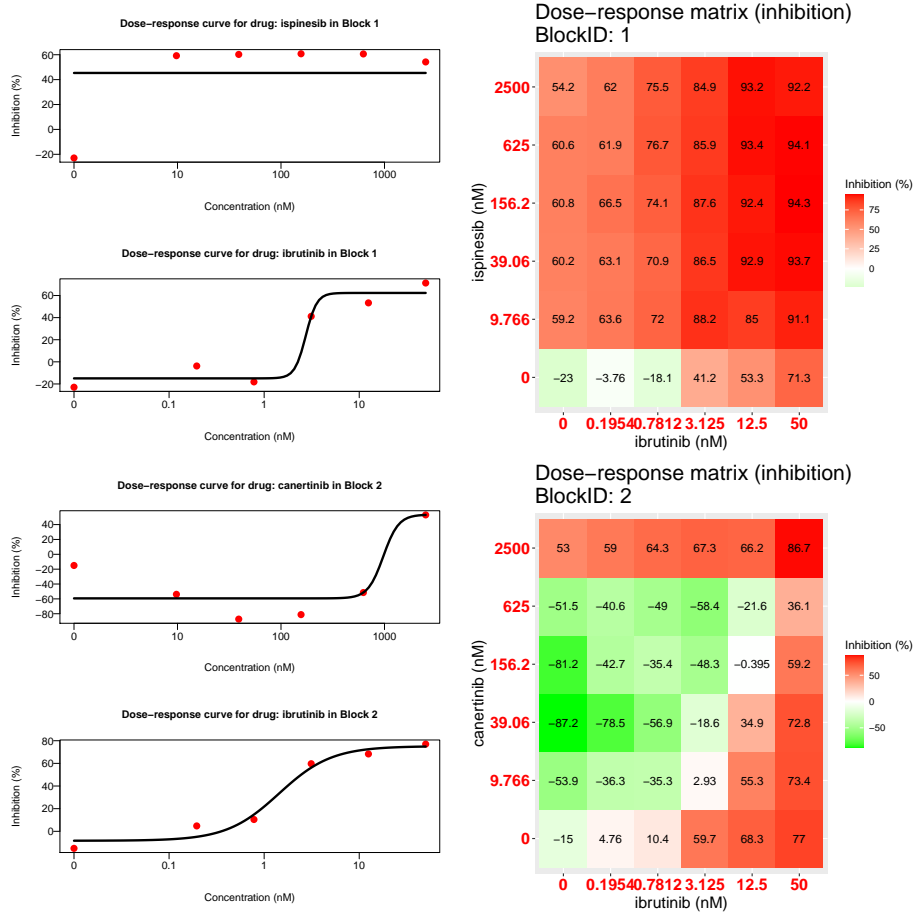 Dose−response curve for drug: ispinesib in Block 1
Inhibition (%)
60
40
20
0
−20
0 10 100 1000
Concentration (nM)
Dose−response curve for drug: ibrutinib in Block 1
Inhibition (%)
60
40
20
0
−20
0 0.1 1 10
Concentration (nM)
Dose−response matrix (inhibition)
BlockID: 1
ispinesib (nM)
2500 54.2 62 75.5 84.9 93.2 92.2
625 60.6 61.9 76.7 85.9 93.4 94.1
156.2 60.8 66.5 74.1 87.6 92.4 94.3
39.06 60.2 63.1 70.9 86.5 92.9 93.7
9.766 59.2 63.6 72 88.2 85 91.1
0 −23 −3.76 −18.1 41.2 53.3 71.3
0 0.1954 0.7812 3.125 12.5 50
ibrutinib (nM)
Inhibition (%)
75
50
25
0
Dose−response curve for drug: canertinib in Block 2
Inhibition (%)
40
20
0
−20
−40
−60
−80
0 10 100 1000
Concentration (nM)
Dose−response curve for drug: ibrutinib in Block 2
Inhibition (%)
80
60
40
20
0
0 0.1 1 10
Concentration (nM)
Dose−response matrix (inhibition)
BlockID: 2
canertinib (nM)
2500 53 59 64.3 67.3 66.2 86.7
625 −51.5 −40.6 −49 −58.4 −21.6 36.1
156.2 −81.2 −42.7 −35.4 −48.3 −0.395 59.2
39.06 −87.2 −78.5 −56.9 −18.6 34.9 72.8
9.766 −53.9 −36.3 −35.3 2.93 55.3 73.4
0 −15 4.76 10.4 59.7 68.3 77
0 0.1954 0.7812 3.125 12.5 50
ibrutinib (nM)
Inhibition (%)
50
0
−50